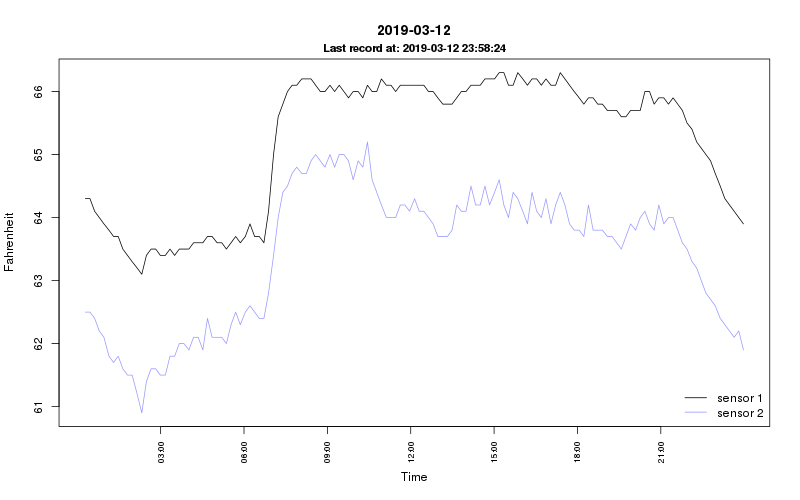 2019-03-12
Last record at: 2019-03-12 23:58:24
Fahrenheit
66
65
64
63
62
61
03:00
06:00
09:00
12:00
15:00
18:00
21:00
Time
sensor 1
sensor 2